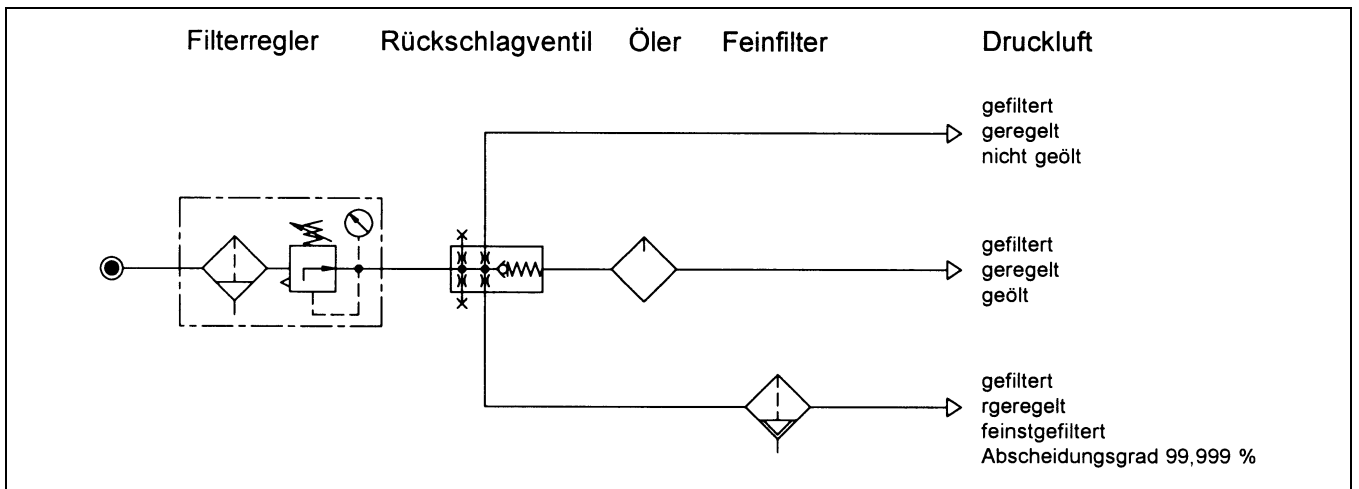 Filterregler Rückschlagventil Öler Feinfilter Druckluft
gefiltert
geregelt
nicht geölt
gefiltert
geregelt
geölt
gefiltert
rgeregelt
feinstgefiltert
Abscheidungsgrad 99,999 %